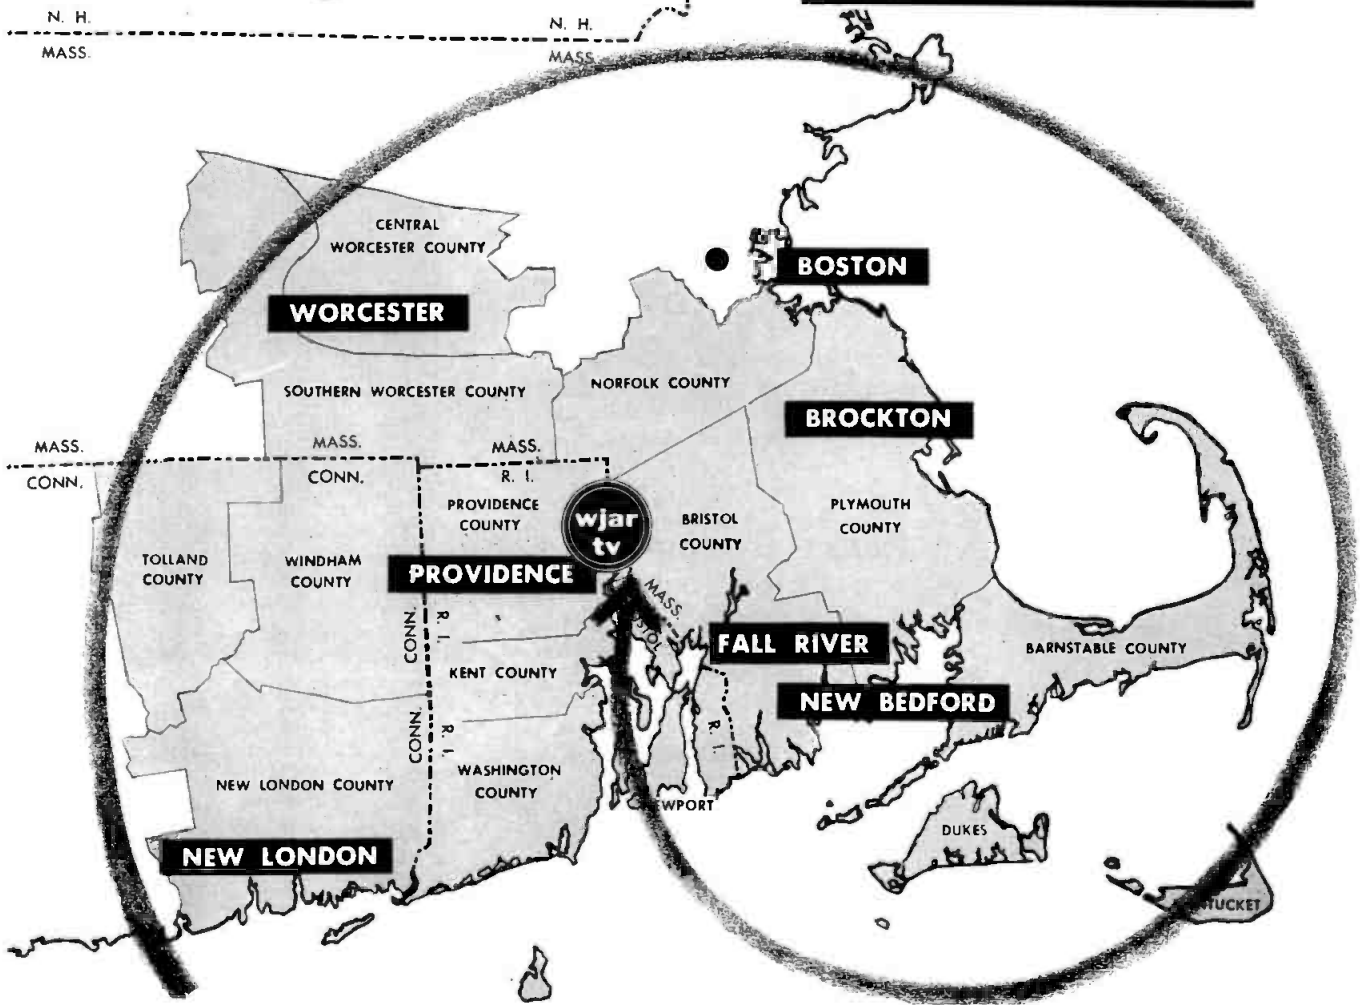 N. H.
MASS.
N. H.
MASS.
CENTRAL
WORCESTER COUNTY
BOSTON
WORCESTER
SOUTHERN WORCESTER COUNTY
NORFOLK COUNTY
BROCKTON
MASS.
CONN.
MASS.
CONN.
MASS.
R. I.
PROVIDENCE
COUNTY
wjar
tv
BRISTOL
COUNTY
PLYMOUTH
COUNTY
TOLLAND
COUNTY
WINDHAM
COUNTY
PROVIDENCE
MASS.
CONN.
R. I.
FALL RIVER
BARNSTABLE COUNTY
KENT COUNTY
NEW BEDFORD
CONN.
R. I.
R. I.
NEW LONDON COUNTY
WASHINGTON
COUNTY
DUKES
NEW LONDON